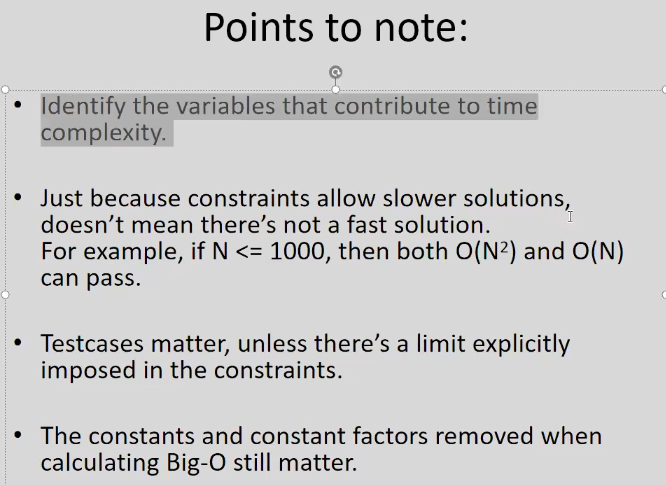 Points to note:
• Identify the variables that contribute to time
complexity.
• Just because constraints allow slower solutions,
doesn’t mean there’s not a fast solution.
For example, if N <= 1000, then both O(N²) and O(N)
can pass.
• Testcases matter, unless there’s a limit explicitly
imposed in the constraints.
• The constants and constant factors removed when
calculating Big-O still matter.